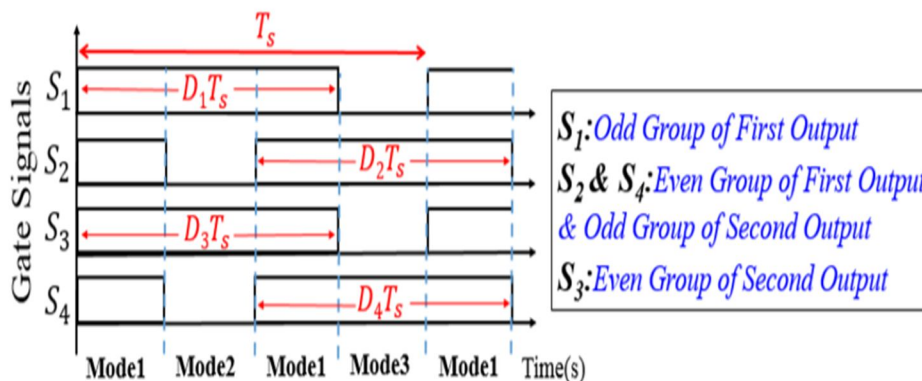 T_s
Gate Signals
S_1
D_1T_s
S_2
D_2T_s
S_3
D_3T_s
S_4
D_4T_s
Mode1 Mode2 Mode1 Mode3 Mode1 Time(s)
S_1:Odd Group of First Output
S_2 & S_4:Even Group of First Output
& Odd Group of Second Output
S_3:Even Group of Second Output